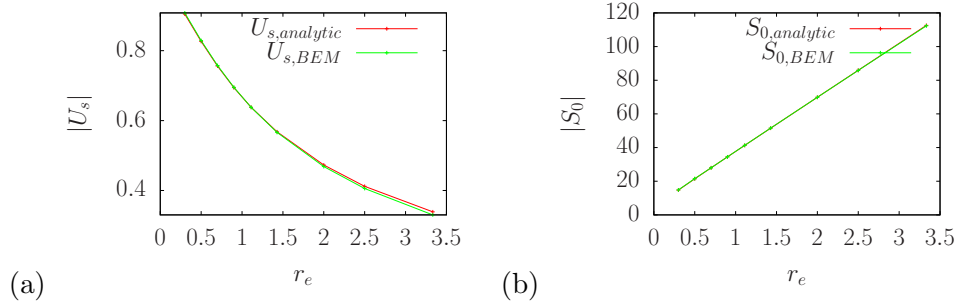 0.8
0.6
0.4
0 0.5 1 1.5 2 2.5 3 3.5
|U_s|
r_e
U_{s,analytic}
U_{s,BEM}
(a)
120
100
80
60
40
20
0
0 0.5 1 1.5 2 2.5 3 3.5
|S_0|
r_e
S_{0,analytic}
S_{0,BEM}
(b)